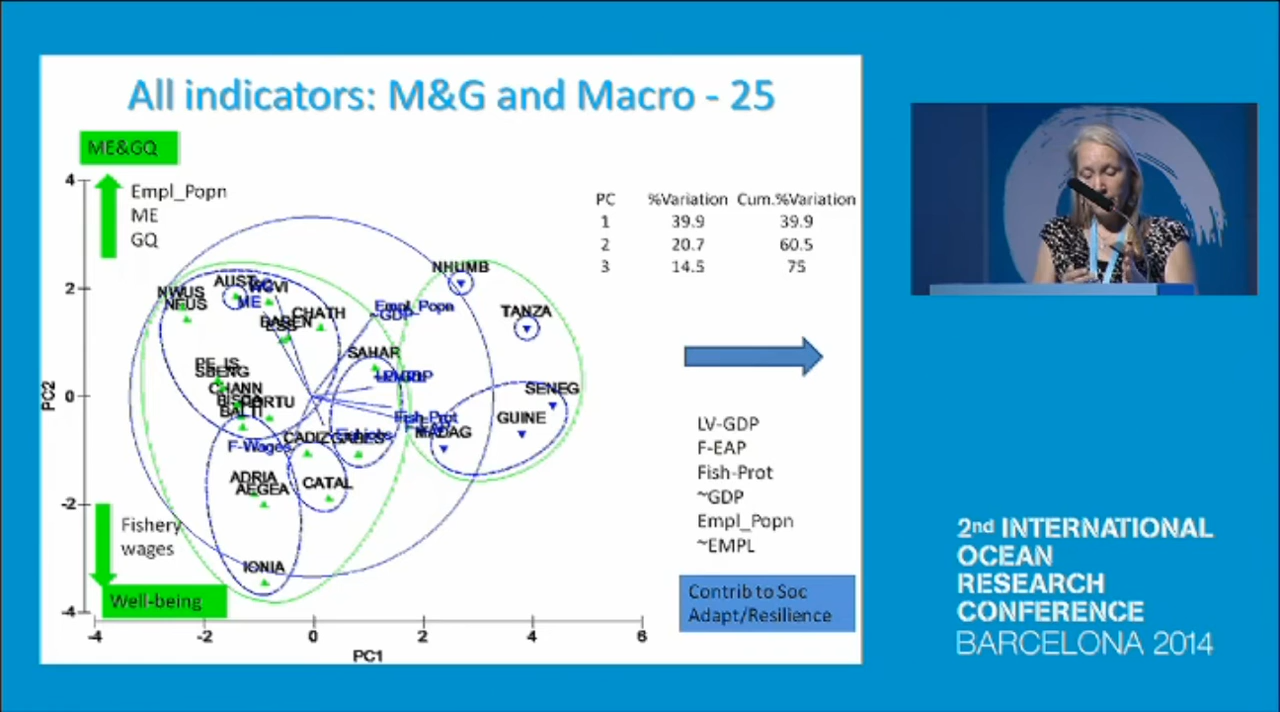 All indicators: M&G and Macro - 25
ME&GQ
Empl_Popn
ME
GQ
4
2
0
-2
-4
PC2
-4
-2
0
2
4
6
PC1
Fishery
wages
Well-being
NHUMB
TANZA
SENEG
GUINE
MADAG
AUST
WCVI
NWUS
NEUS
ME
CHATH
BAREN
ESS
Empl_Popn
~GDP
SAHAR
PE_IS
SBENG
CHANN
PORTU
BALTI
Fish-Prot
F-Wages
CADIZ
GABES
ADRIA
AEGEA
CATAL
IONIA
PC %Variation Cum.%Variation
1 39.9 39.9
2 20.7 60.5
3 14.5 75
LV-GDP
F-EAP
Fish-Prot
~GDP
Empl_Popn
~EMPL
Contrib to Soc
Adapt/Resilience
2nd INTERNATIONAL
OCEAN
RESEARCH
CONFERENCE
BARCELONA 2014